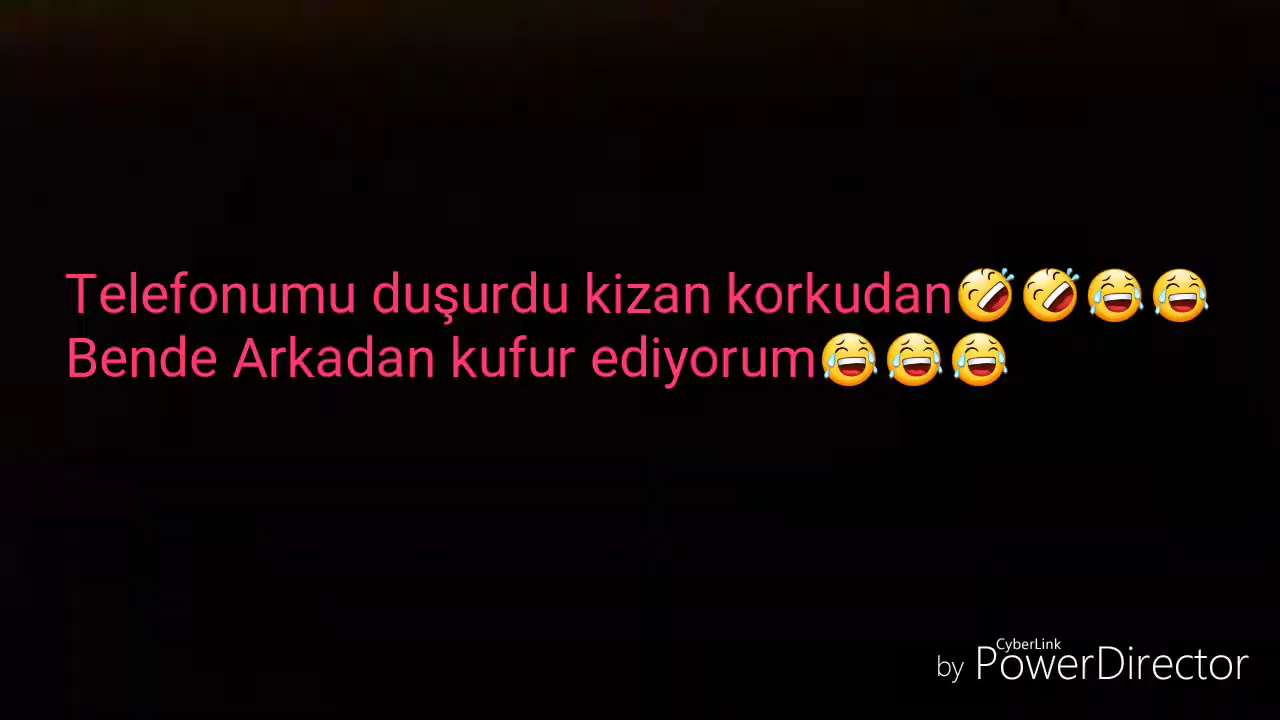 Telefonumu duşurdu kizan korkudan🤣🤣😂😂
Bende Arkadan kufur ediyorum😂😂😂
by CyberLink PowerDirector